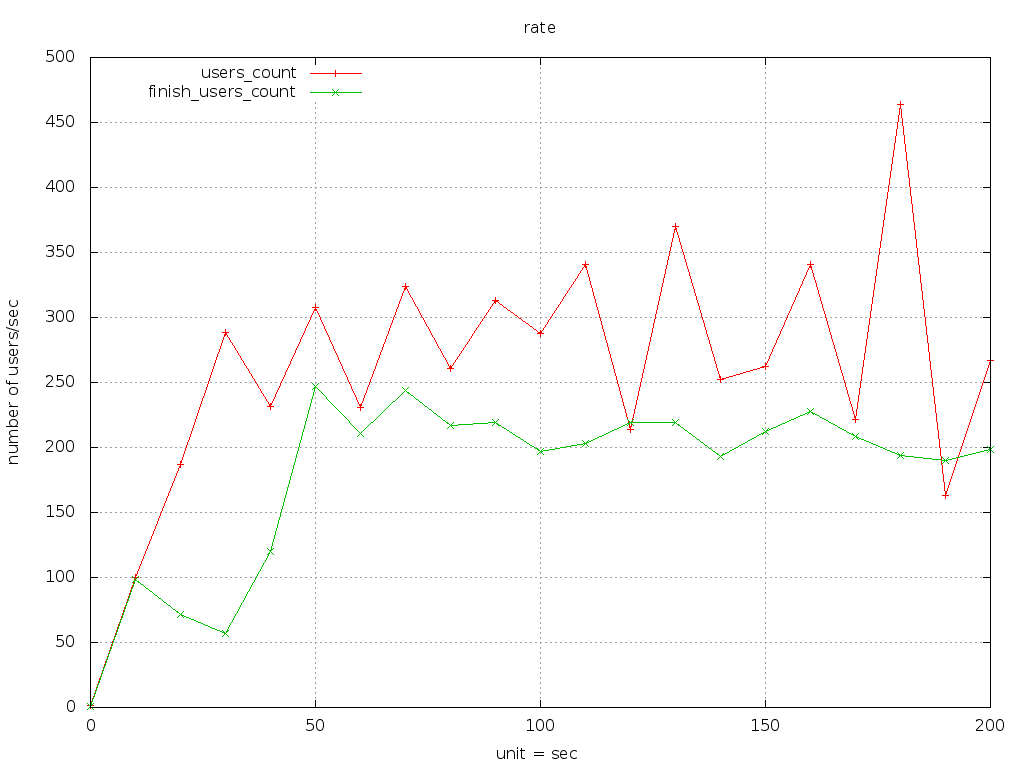 rate
500
450
400
350
300
250
200
150
100
50
0
number of users/sec
users_count
finish_users_count
0 50 100 150 200
unit = sec